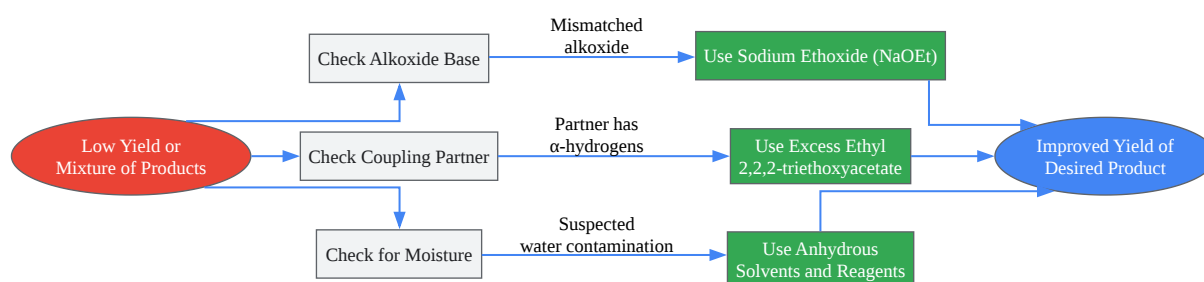 Low Yield or
Mixture of Products
Check Alkoxide Base
Mismatched
alkoxide
Use Sodium Ethoxide (NaOEt)
Check Coupling Partner
Partner has
α-hydrogens
Use Excess Ethyl
2,2,2-triethoxyacetate
Check for Moisture
Suspected
water contamination
Use Anhydrous
Solvents and Reagents
Improved Yield of
Desired Product